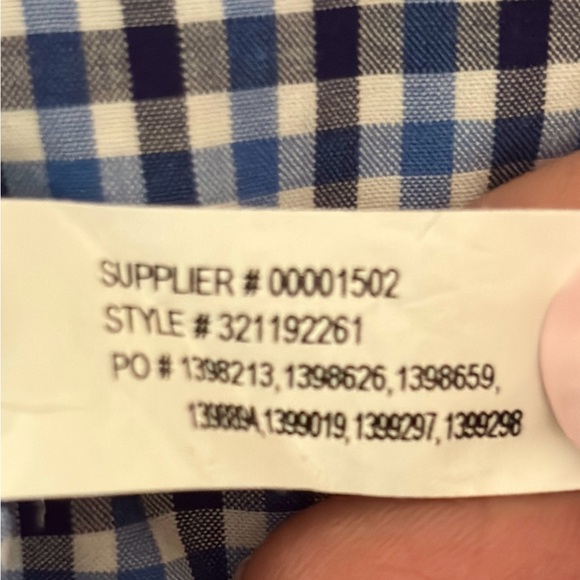 SUPPLIER # 00001502
STYLE # 321192261
PO # 1398213, 1398626, 1398659,
1399019, 1399297, 1399298